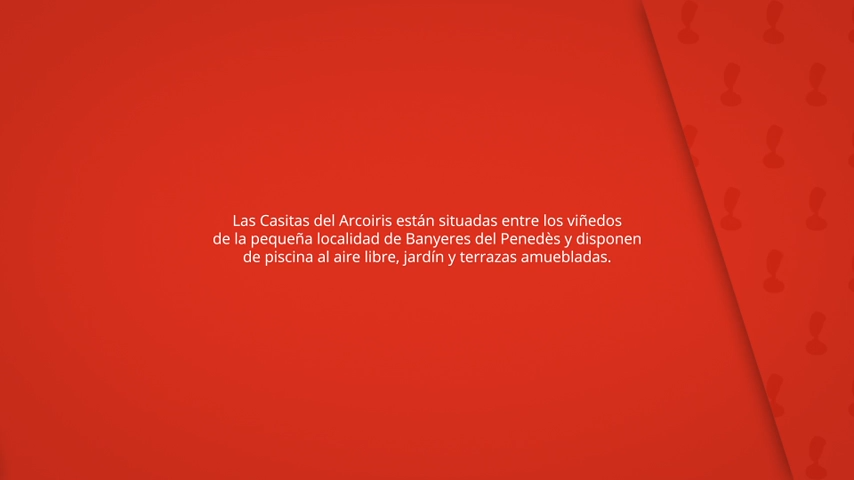 Las Casitas del Arcoiris están situadas entre los viñedos
de la pequeña localidad de Banyeres del Penedès y disponen
de piscina al aire libre, jardín y terrazas amuebladas.